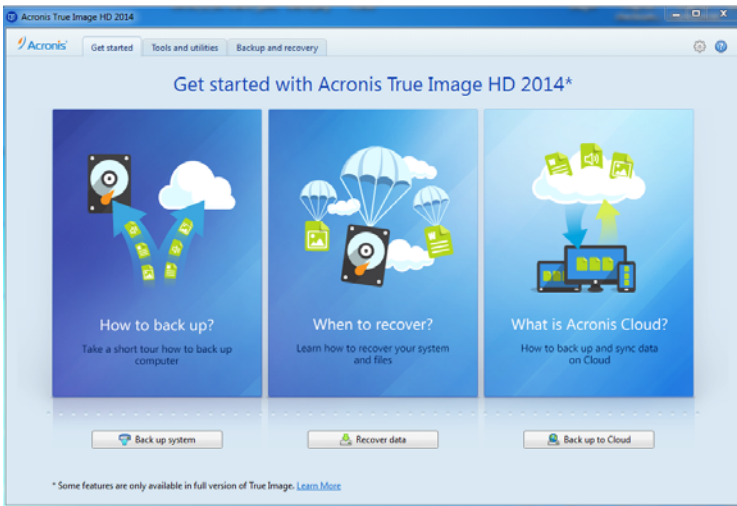 Acronis True Image HD 2014
Acronis
Get started
Tools and utilities
Backup and recovery
Get started with Acronis True Image HD 2014*
How to back up?
Take a short tour how to back up
computer
When to recover?
Learn how to recover your system
and files
What is Acronis Cloud?
How to back up and sync data
on Cloud
Back up system
Recover data
Back up to Cloud
* Some features are only available in full version of True Image. Learn More